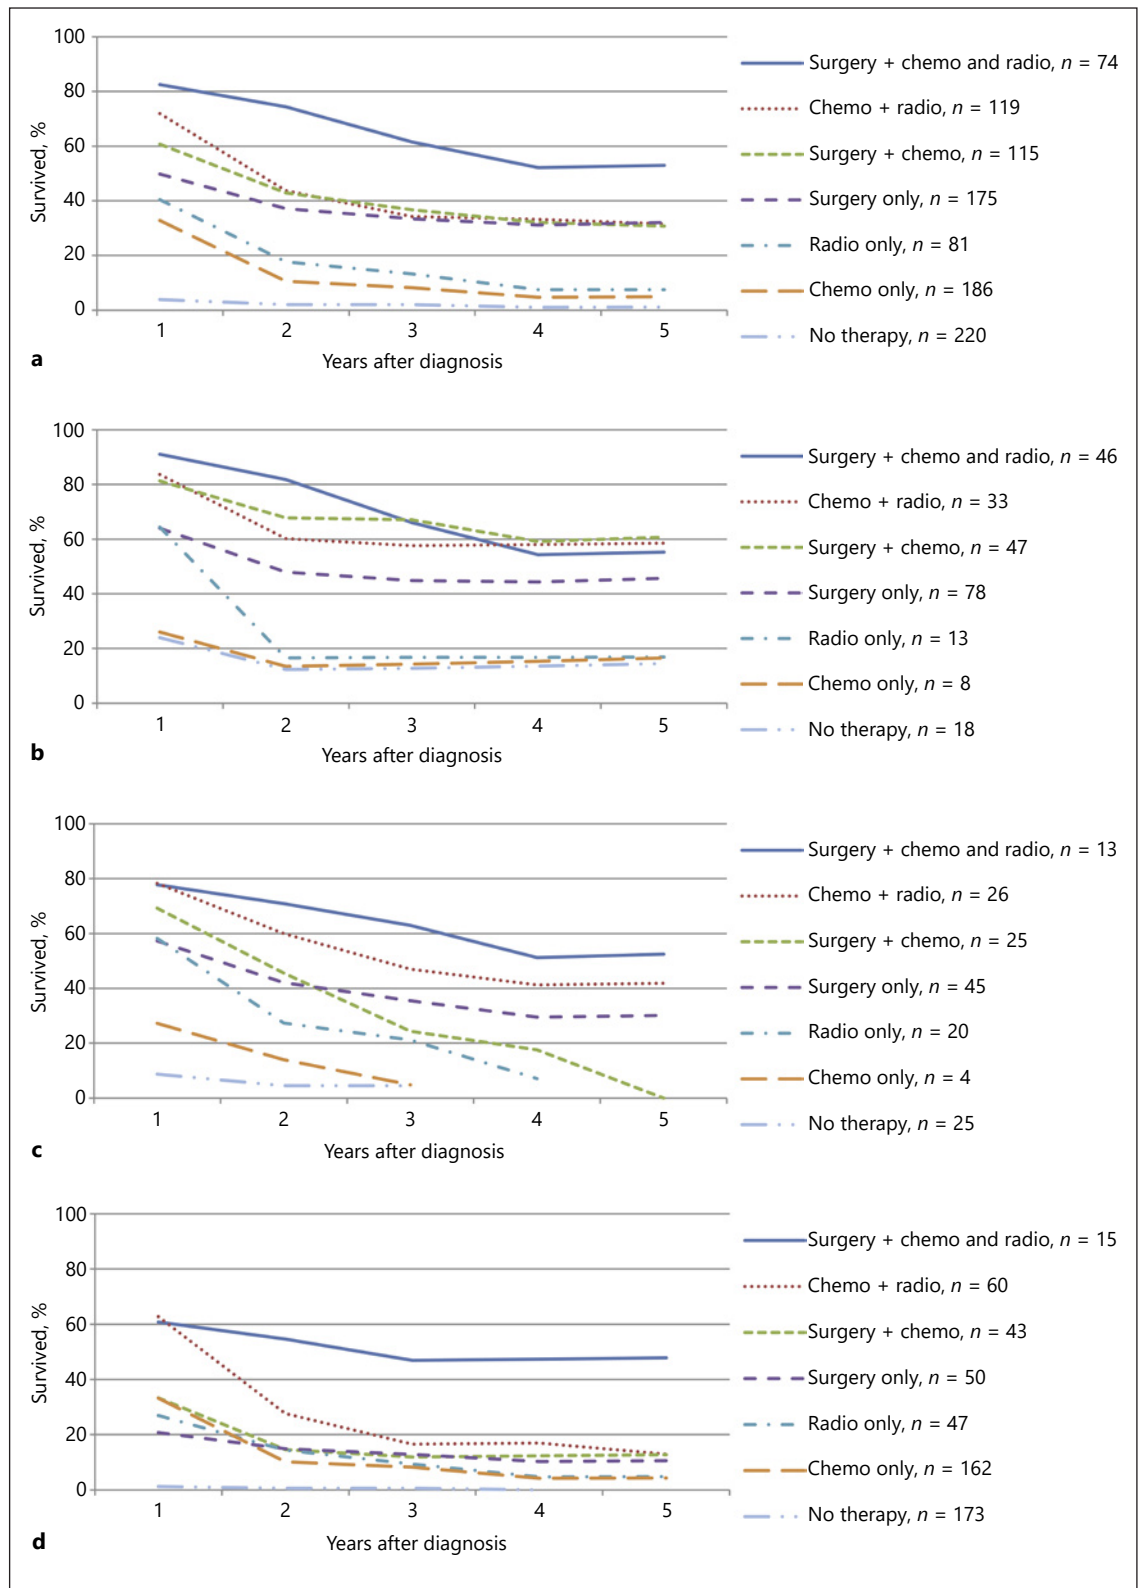 100
80
60
40
20
0
Survived, %
1 2 3 4 5
Years after diagnosis
a
Surgery + chemo and radio, n = 74
Chemo + radio, n = 119
Surgery + chemo, n = 115
Surgery only, n = 175
Radio only, n = 81
Chemo only, n = 186
No therapy, n = 220
100
80
60
40
20
0
Survived, %
1 2 3 4 5
Years after diagnosis
b
Surgery + chemo and radio, n = 46
Chemo + radio, n = 33
Surgery + chemo, n = 47
Surgery only, n = 78
Radio only, n = 13
Chemo only, n = 8
No therapy, n = 18
100
80
60
40
20
0
Survived, %
1 2 3 4 5
Years after diagnosis
c
Surgery + chemo and radio, n = 13
Chemo + radio, n = 26
Surgery + chemo, n = 25
Surgery only, n = 45
Radio only, n = 20
Chemo only, n = 4
No therapy, n = 25
100
80
60
40
20
0
Survived, %
1 2 3 4 5
Years after diagnosis
d
Surgery + chemo and radio, n = 15
Chemo + radio, n = 60
Surgery + chemo, n = 43
Surgery only, n = 50
Radio only, n = 47
Chemo only, n = 162
No therapy, n = 173